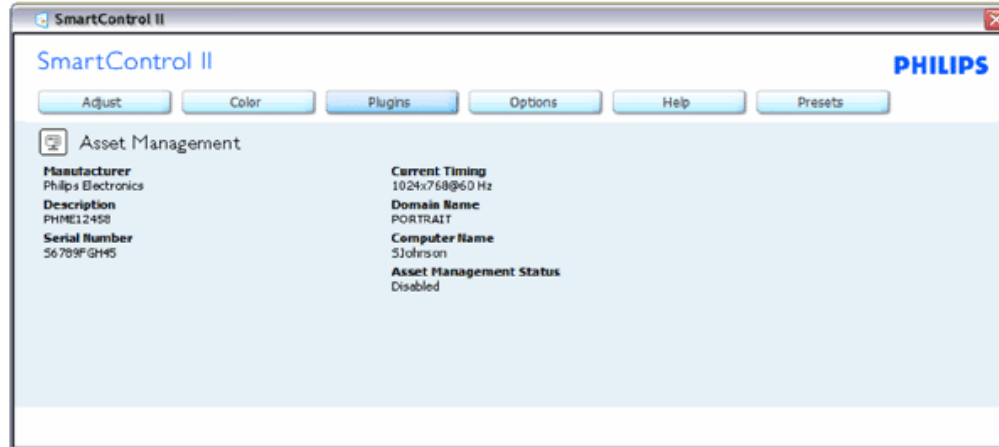 SmartControl II
SmartControl II
PHILIPS
Adjust Color Plugins Options Help Presets
Asset Management
Manufacturer
Philips Electronics
Description
PHME12458
Serial Number
S6789FGH45
Current Timing
1024x768@60 Hz
Domain Name
PORTRAIT
Computer Name
SJohnson
Asset Management Status
Disabled